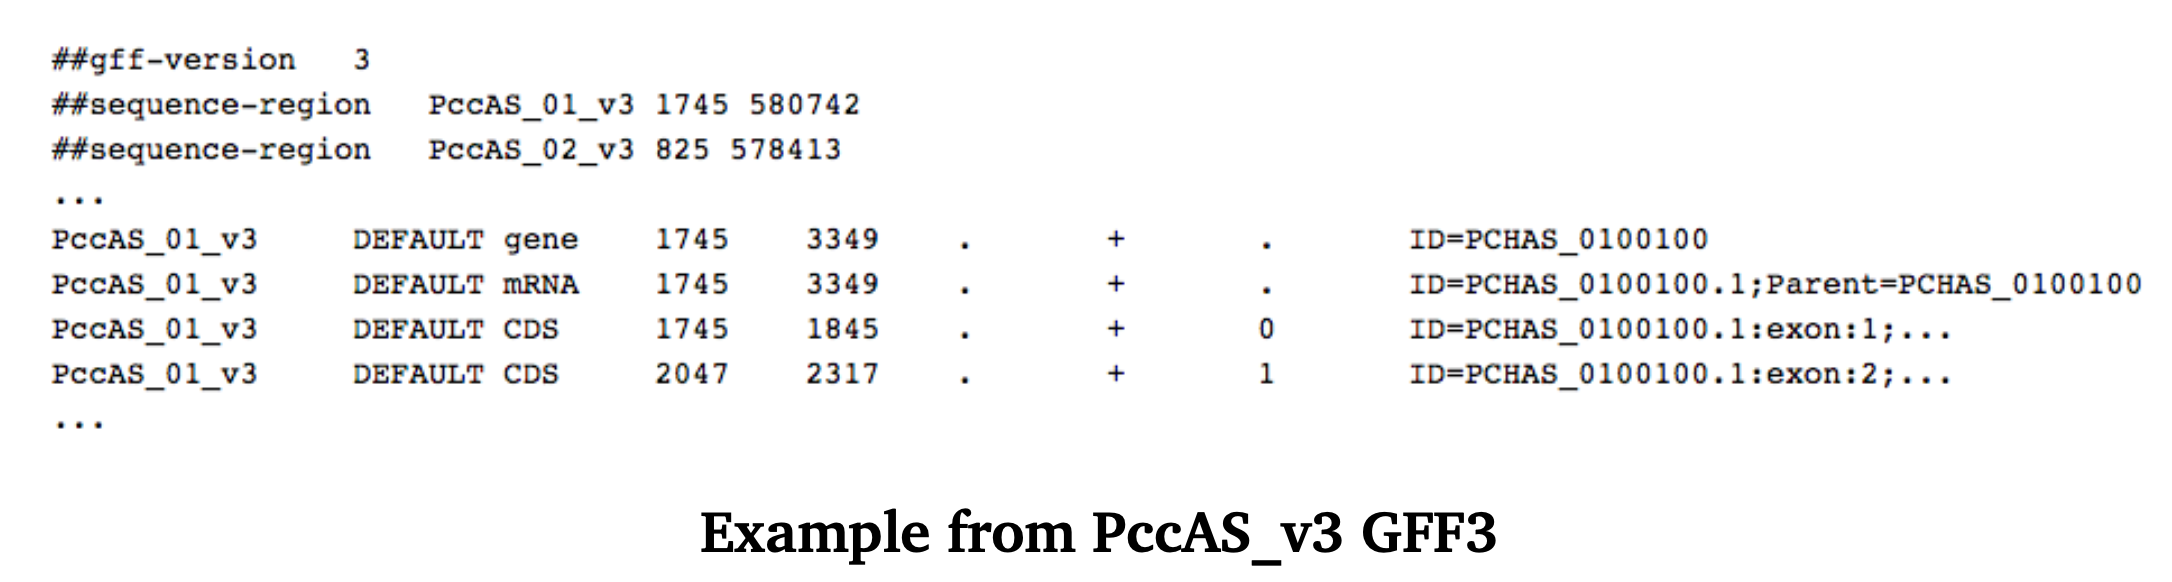 ##gff-version   3
##sequence-region   PccAS_01_v3 1745 580742
##sequence-region   PccAS_02_v3 825 578413
...
PccAS_01_v3	DEFAULT	gene	1745	3349	.	+	.	ID=PCHAS_0100100
PccAS_01_v3	DEFAULT	mRNA	1745	3349	.	+	.	ID=PCHAS_0100100.1;Parent=PCHAS_0100100
PccAS_01_v3	DEFAULT	CDS	1745	1845	.	+	0	ID=PCHAS_0100100.1:exon:1;...
PccAS_01_v3	DEFAULT	CDS	2047	2317	.	+	1	ID=PCHAS_0100100.1:exon:2;...
...
Example from PccAS_v3 GFF3